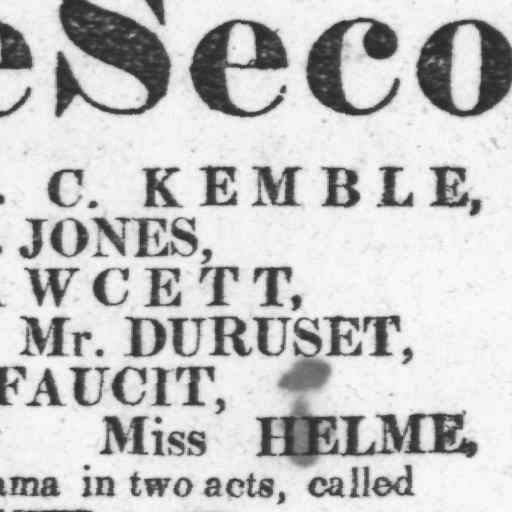 eSeco
. C. KEMBLE,
. JONES,
WCETT,
Mr. DURUSET,
FAUCIT,
Miss HELME,
ama in two acts, called